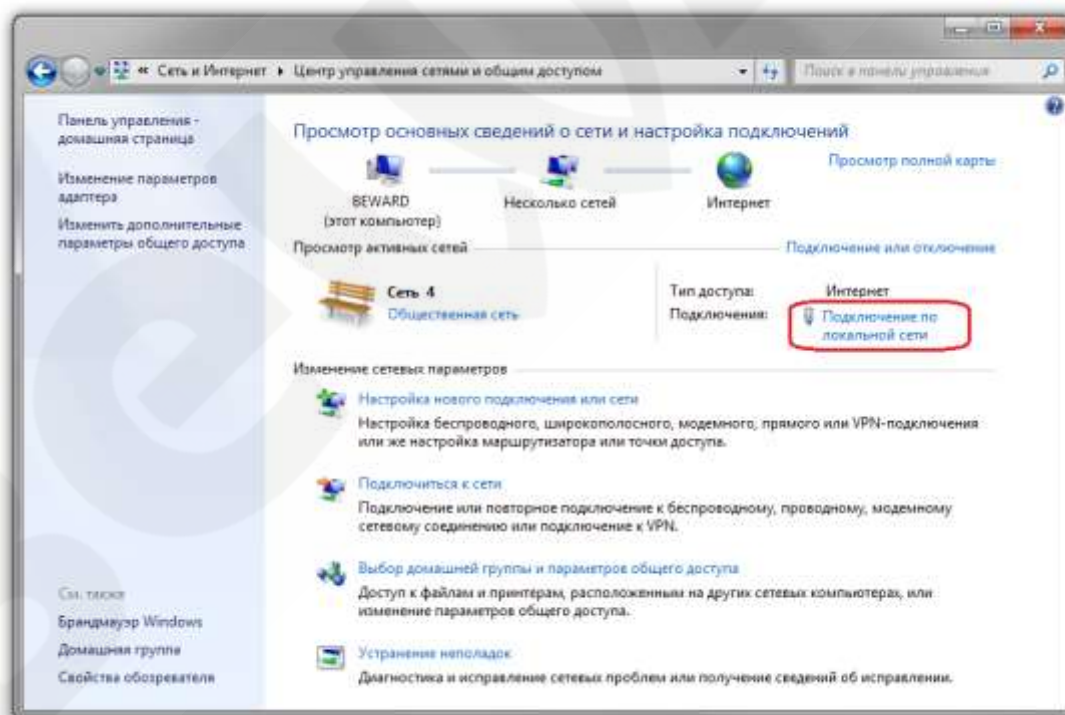 « Сеть и Интернет ▸ Центр управления сетями и общим доступом
Поиск в панели управления
Панель управления -
домашняя страница
Изменение параметров
адаптера
Изменить дополнительные
параметры общего доступа
Просмотр основных сведений о сети и настройка подключений
Просмотр полной карты
BEWARD
(этот компьютер)
Несколько сетей
Интернет
Просмотр активных сетей
Подключение или отключение
Сеть 4
Общественная сеть
Тип доступа:
Интернет
Подключения:
Подключение по
локальной сети
Изменение сетевых параметров
Настройка нового подключения или сети
Настройка беспроводного, широкополосного, модемного, прямого или VPN-подключения
или же настройка маршрутизатора или точки доступа.
Подключиться к сети
Подключение или повторное подключение к беспроводному, проводному, модемному
сетевому соединению или подключение к VPN.
Выбор домашней группы и параметров общего доступа
Доступ к файлам и принтерам, расположенным на других сетевых компьютерах, или
изменение параметров общего доступа.
Устранение неполадок
Диагностика и исправление сетевых проблем или получение сведений об исправлении.
См. также
Брандмауэр Windows
Домашняя группа
Свойства обозревателя